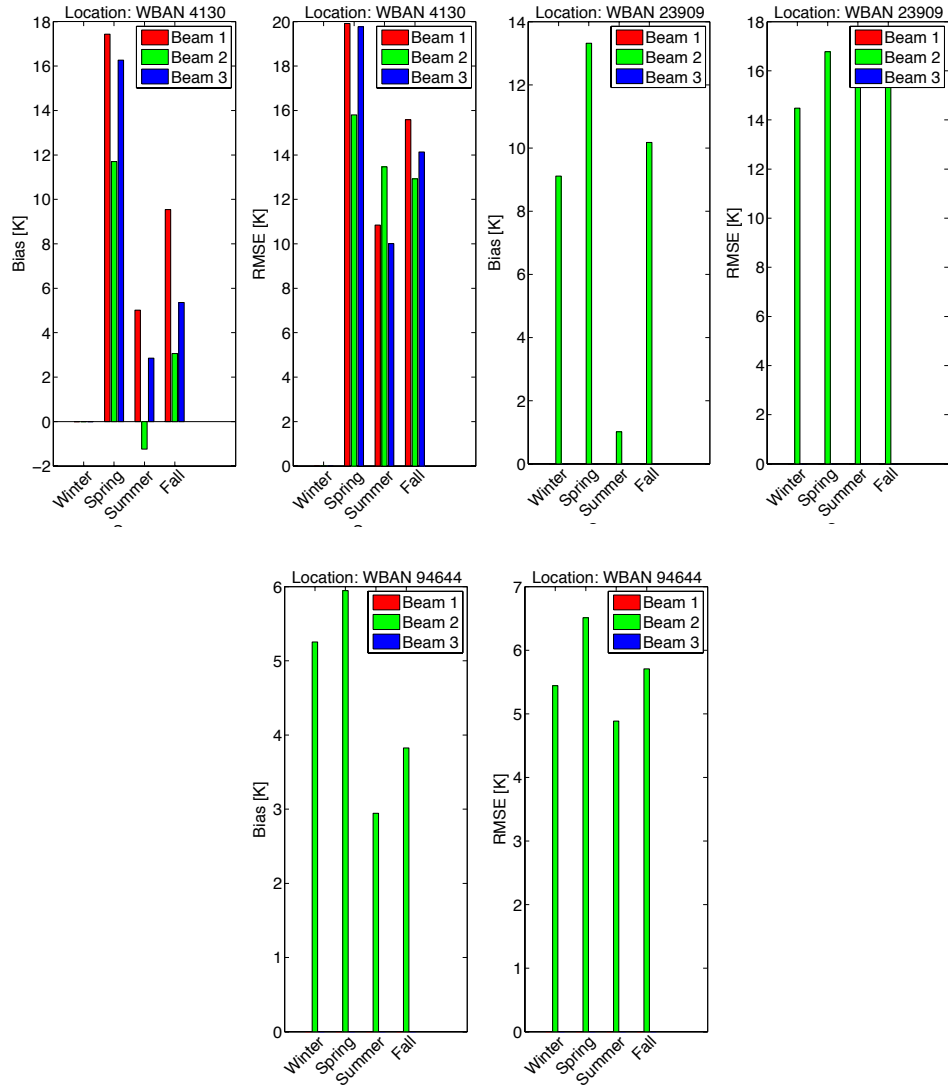 Location: WBAN 4130
Beam 1
Beam 2
Beam 3
Bias [K]
18
16
14
12
10
8
6
4
2
0
−2
Winter
Spring
Summer
Fall
Location: WBAN 4130
Beam 1
Beam 2
Beam 3
RMSE [K]
20
18
16
14
12
10
8
6
4
2
0
Winter
Spring
Summer
Fall
Location: WBAN 23909
Beam 1
Beam 2
Beam 3
Bias [K]
14
12
10
8
6
4
2
0
Winter
Spring
Summer
Fall
Location: WBAN 23909
Beam 1
Beam 2
Beam 3
RMSE [K]
18
16
14
12
10
8
6
4
2
0
Winter
Spring
Summer
Fall
Location: WBAN 94644
Beam 1
Beam 2
Beam 3
Bias [K]
6
5
4
3
2
1
0
Winter
Spring
Summer
Fall
Location: WBAN 94644
Beam 1
Beam 2
Beam 3
RMSE [K]
7
6
5
4
3
2
1
0
Winter
Spring
Summer
Fall